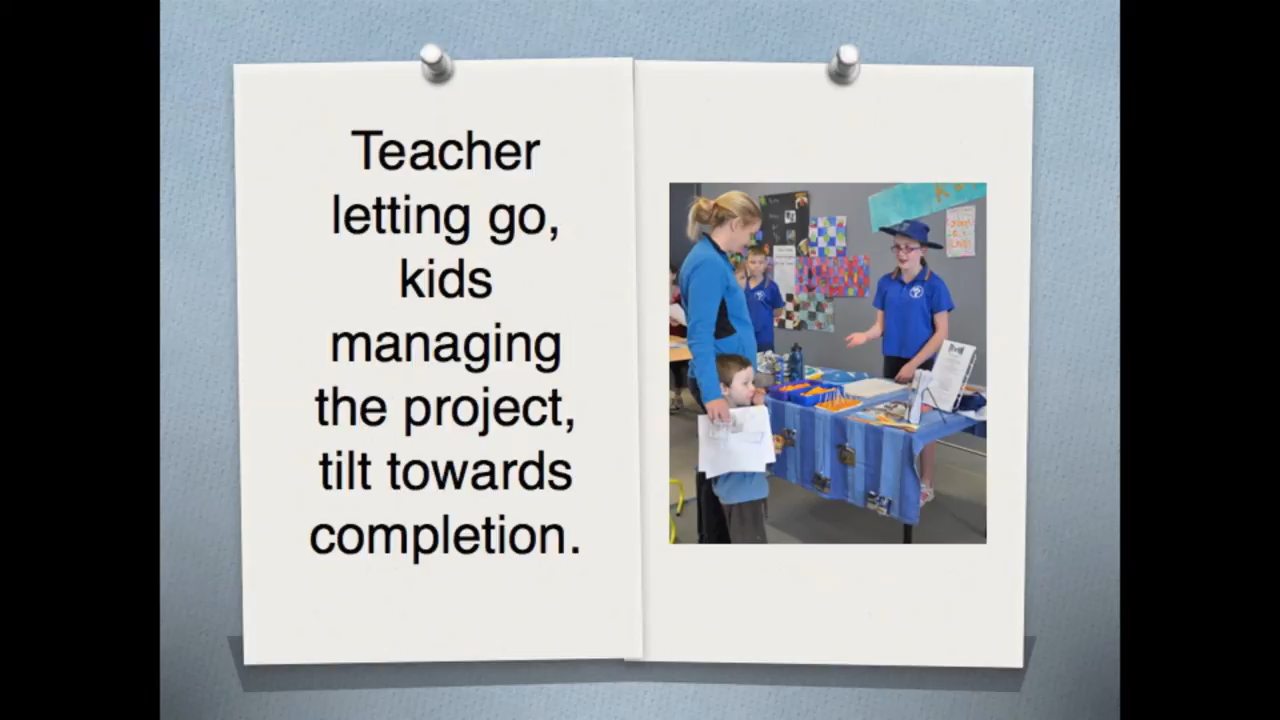 Teacher
letting go,
kids
managing
the project,
tilt towards
completion.